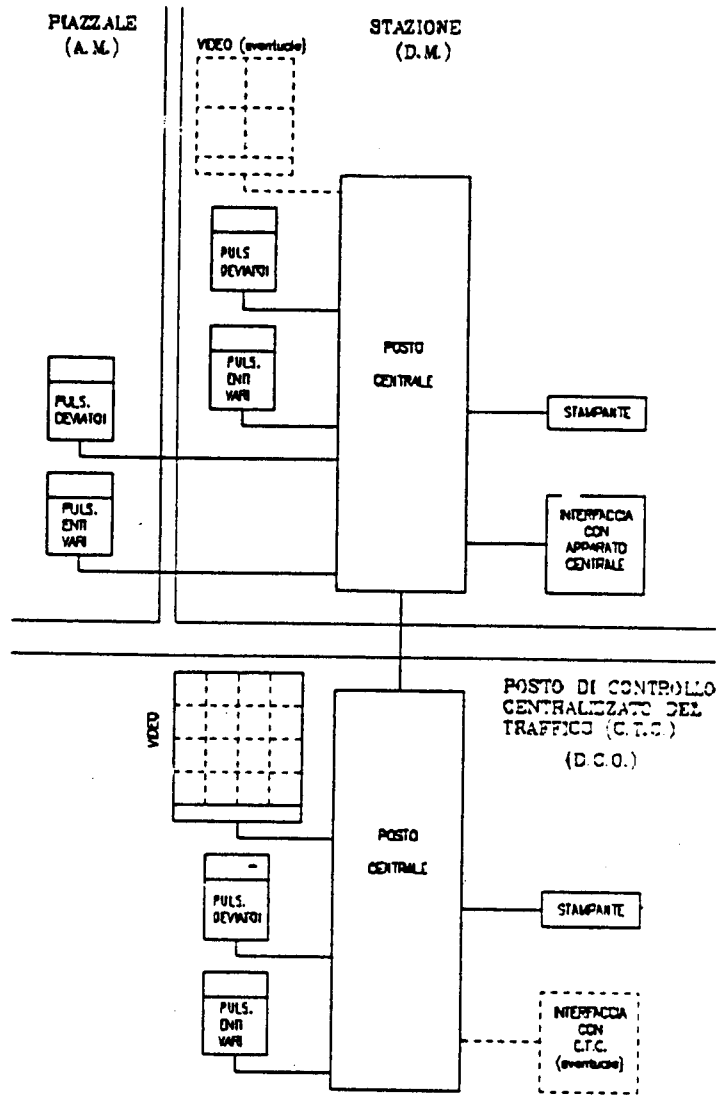 PIAZZALE
(A.M.)
STAZIONE
(D.M.)
VIDEO (eventuale)
PULS.
DEVIATOI
PULS.
ENTI
VARI
POSTO
CENTRALE
PULS.
DEVIATOI
PULS.
ENTI
VARI
STAMPANTE
INTERFACCIA
CON
APPARATO
CENTRALE
POSTO DI CONTROLLO
CENTRALIZZATO DEL
TRAFFICO (C.T.C.)
(D.C.O.)
VIDEO
POSTO
CENTRALE
PULS.
DEVIATOI
STAMPANTE
PULS.
ENTI
VARI
INTERFACCIA
CON
C.T.C.
(eventuale)